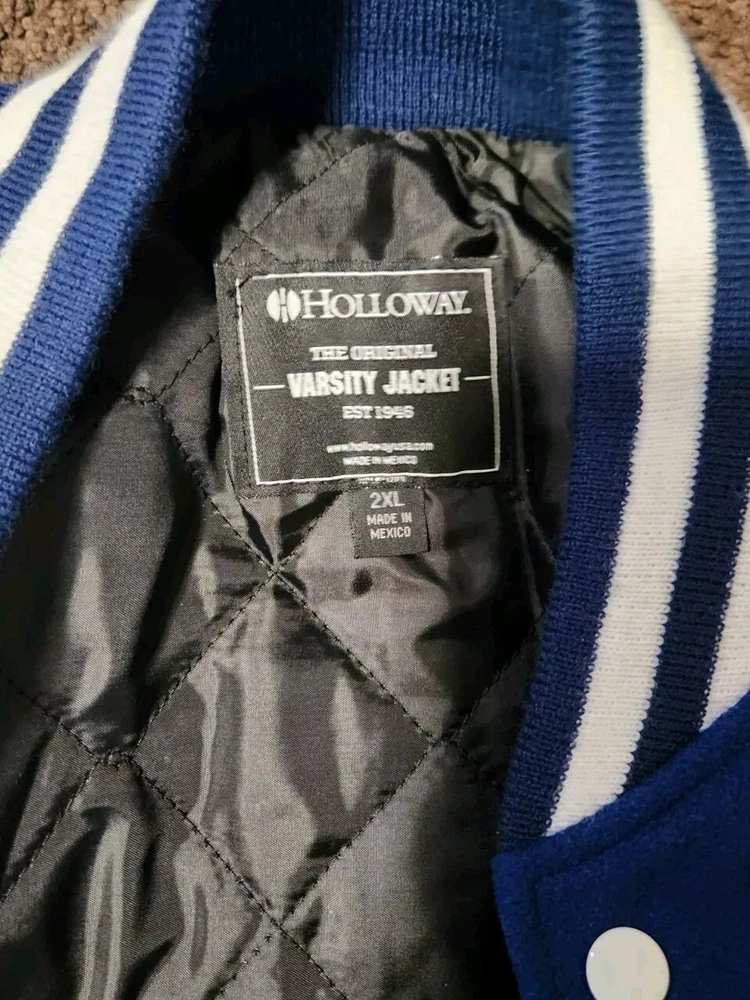 HOLLOWAY.
THE ORIGINAL
VARSITY JACKET
EST 1946
www.hollowayusa.com
MADE IN MEXICO
2XL
MADE IN
MEXICO